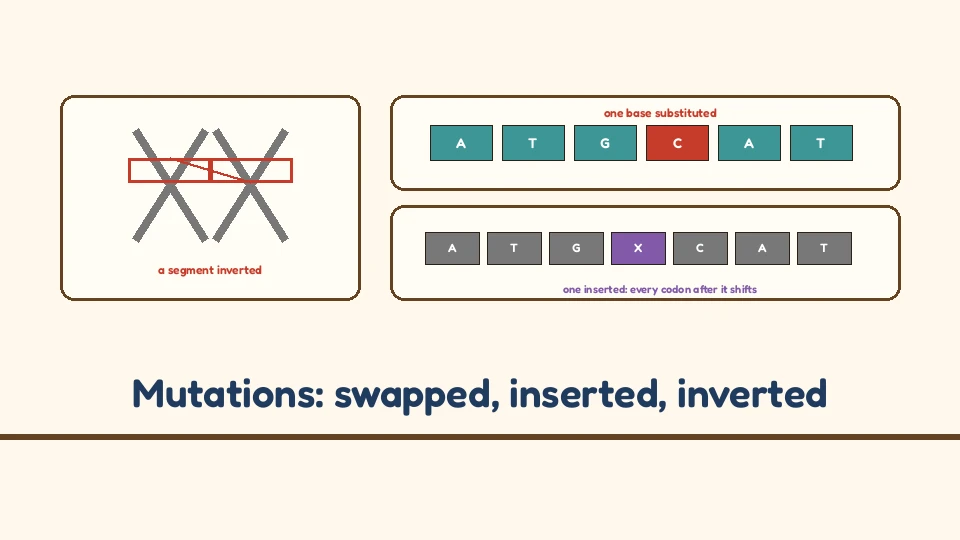 a segment inverted
one base substituted
A T G C A T
A T G X C A T
one inserted: every codon after it shifts
Mutations: swapped, inserted, inverted